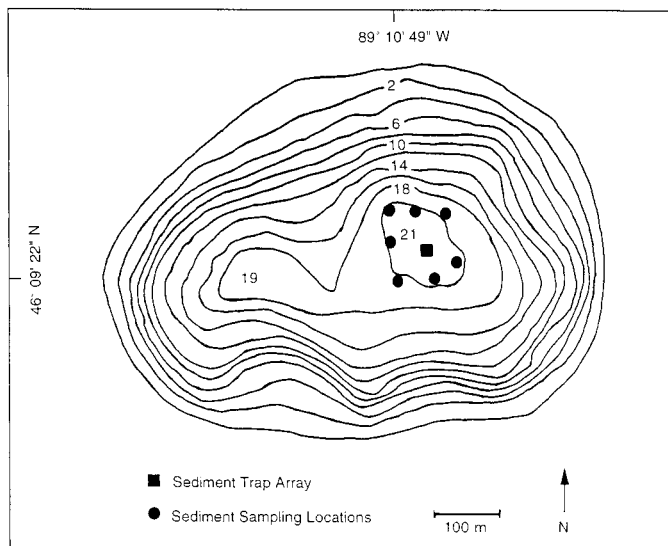 89° 10' 49" W
2
6
10
14
18
21
46° 09' 22" N
19
Sediment Trap Array
Sediment Sampling Locations
100 m
N